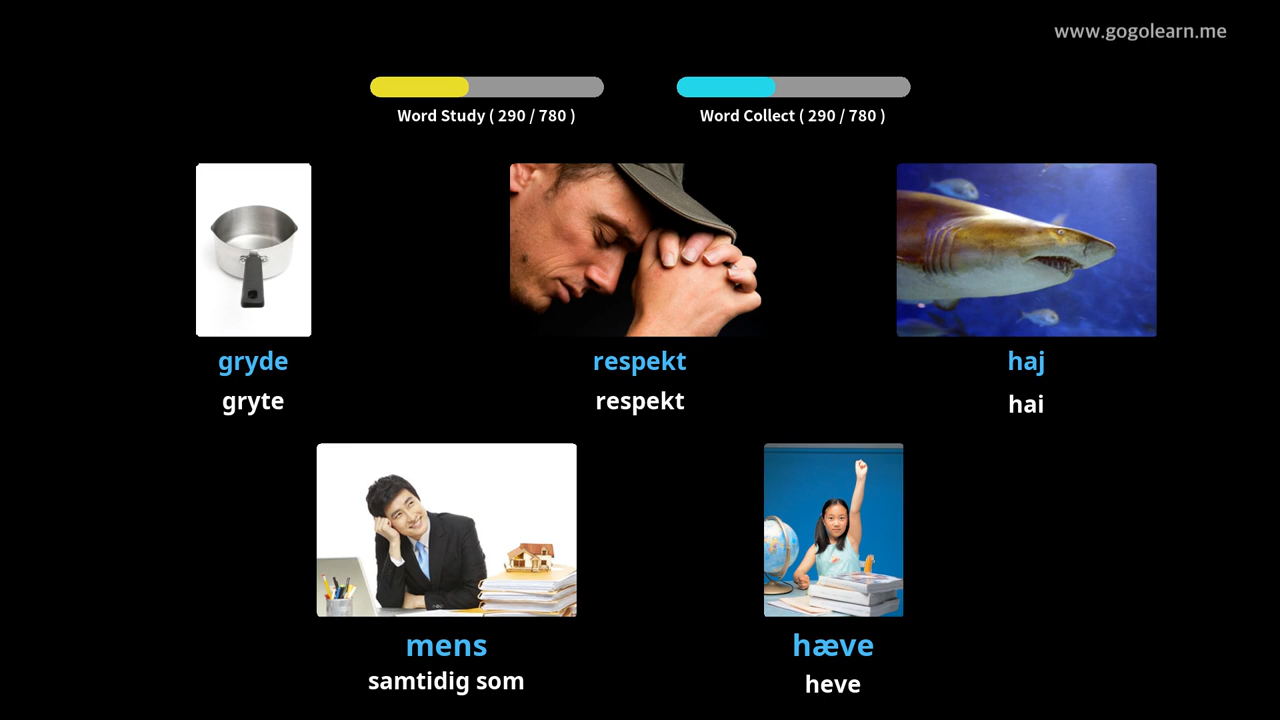 www.gogolearn.me
Word Study ( 290 / 780 )
Word Collect ( 290 / 780 )
gryde
gryte
respekt
respekt
haj
hai
mens
samtidig som
hæve
heve